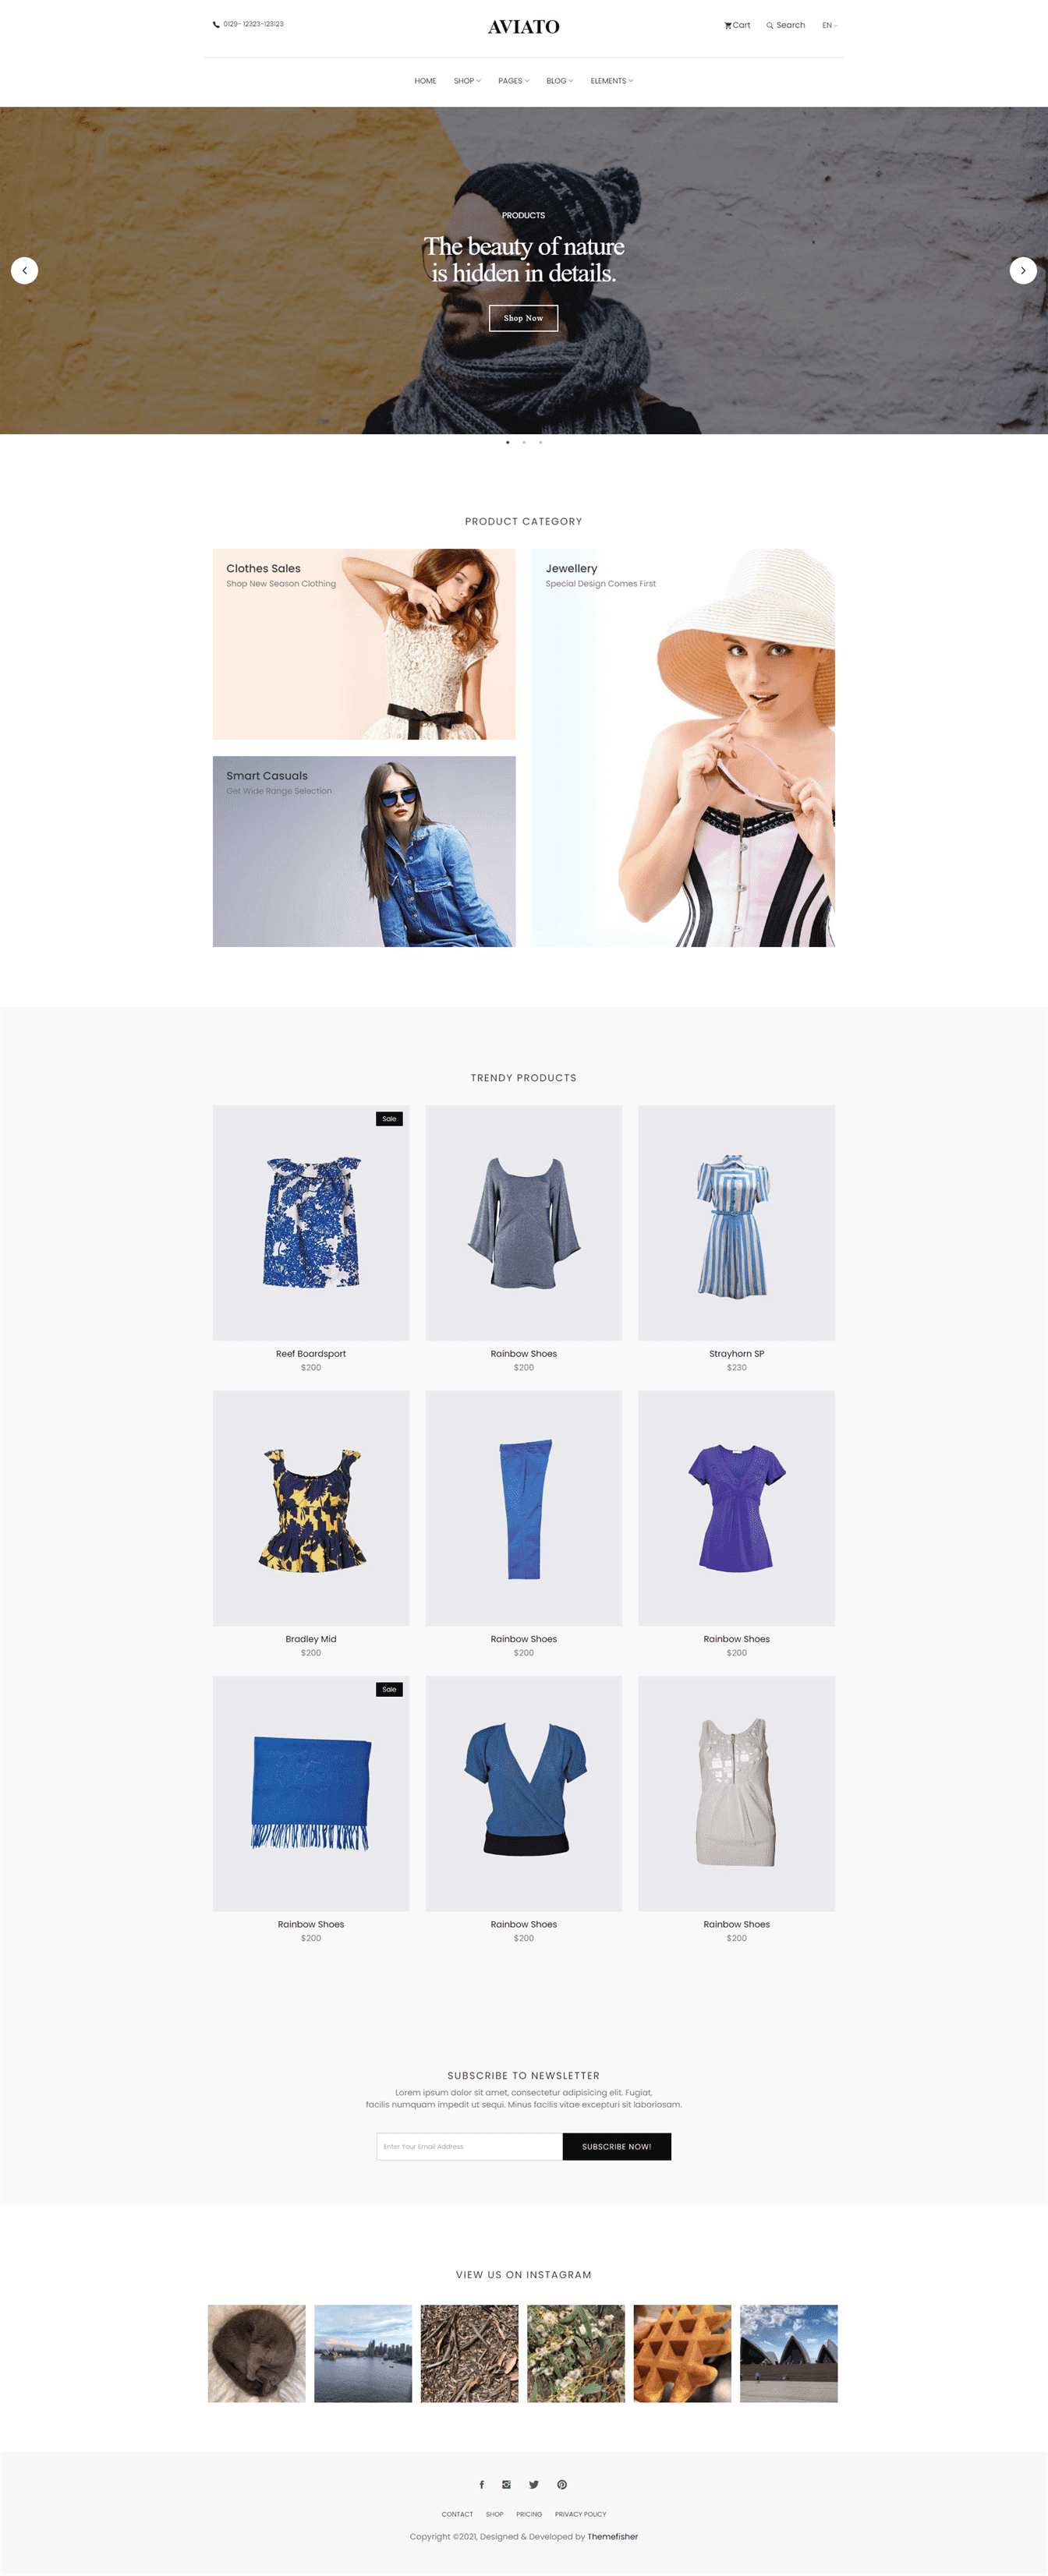 0129- 12323-123123
AVIATO
Cart
Search
EN
HOME
SHOP
PAGES
BLOG
ELEMENTS
PRODUCTS
The beauty of nature
is hidden in details.
Shop Now
PRODUCT CATEGORY
Clothes Sales
Shop New Season Clothing
Jewellery
Special Design Comes First
Smart Casuals
Get Wide Range Selection
TRENDY PRODUCTS
Sale
Reef Boardsport
$200
Rainbow Shoes
$200
Strayhorn SP
$230
Bradley Mid
$200
Rainbow Shoes
$200
Rainbow Shoes
$200
Sale
Rainbow Shoes
$200
Rainbow Shoes
$200
Rainbow Shoes
$200
SUBSCRIBE TO NEWSLETTER
Lorem ipsum dolor sit amet, consectetur adipisicing elit. Fugiat,
facilis numquam impedit ut sequi. Minus facilis vitae excepturi sit laboriosam.
Enter Your Email Address
SUBSCRIBE NOW!
VIEW US ON INSTAGRAM
CONTACT
SHOP
PRICING
PRIVACY POLICY
Copyright ©2021, Designed & Developed by Themefisher